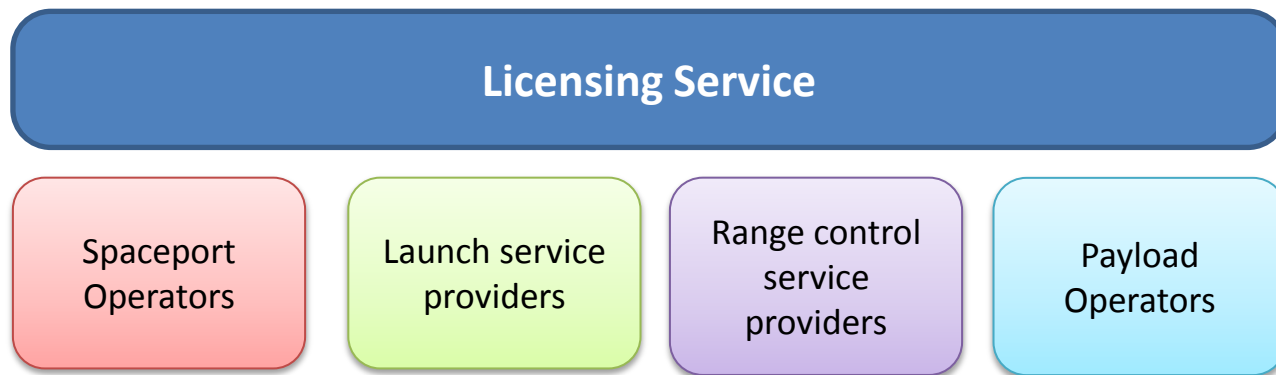 Licensing Service
Spaceport
Operators
Launch service
providers
Range control
service
providers
Payload
Operators